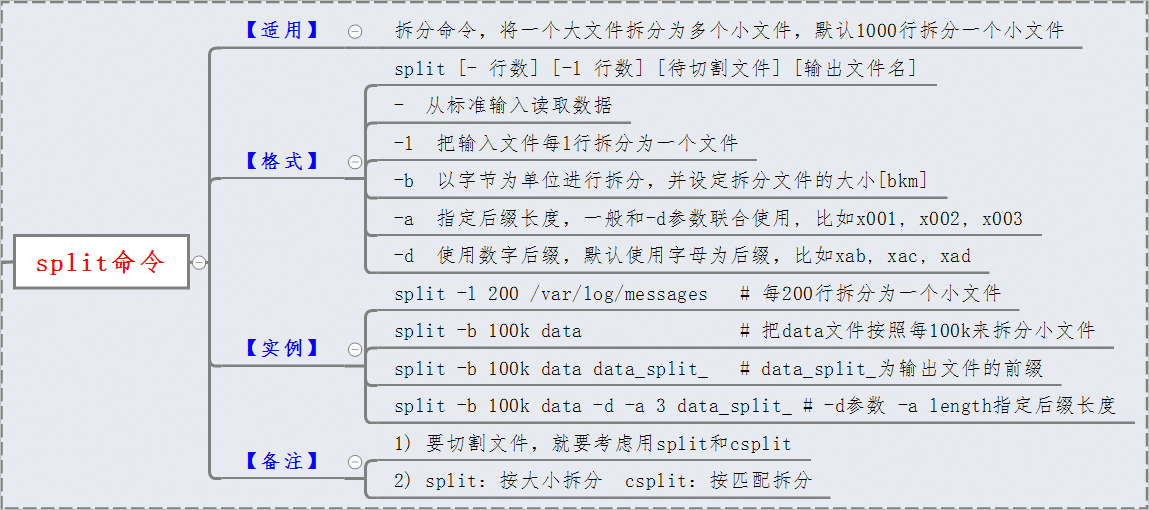 split命令
【适用】
拆分命令，将一个大文件拆分为多个小文件，默认1000行拆分一个小文件
【格式】
split [- 行数] [-l 行数] [待切割文件] [输出文件名]
- 从标准输入读取数据
-l 把输入文件每l行拆分为一个文件
-b 以字节为单位进行拆分，并设定拆分文件的大小[bkm]
-a 指定后缀长度，一般和-d参数联合使用，比如x001，x002，x003
-d 使用数字后缀，默认使用字母为后缀，比如xab，xac，xad
【实例】
split -l 200 /var/log/messages # 每200行拆分为一个小文件
split -b 100k data # 把data文件按照每100k来拆分小文件
split -b 100k data data_split_ # data_split_为输出文件的前缀
split -b 100k data -d -a 3 data_split_ # -d参数 -a length指定后缀长度
【备注】
1) 要切割文件，就要考虑用split和csplit
2) split：按大小拆分 csplit：按匹配拆分